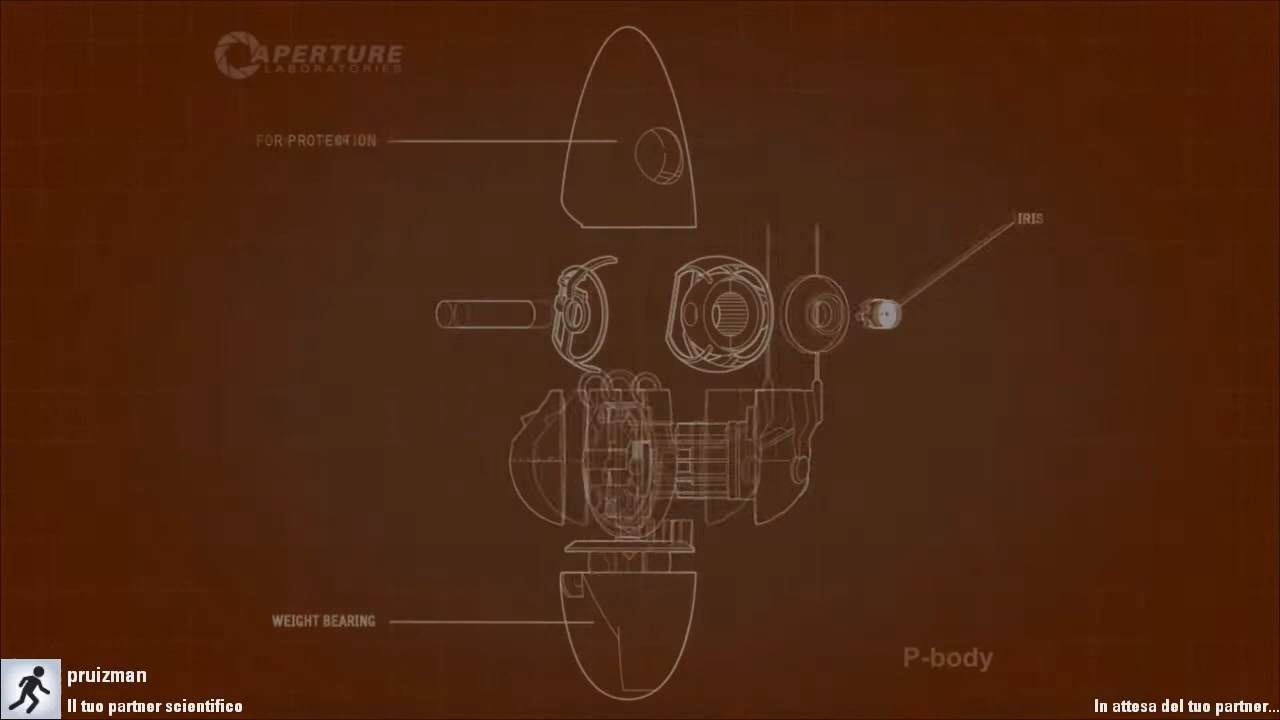 APERTURE
LABORATORIES
FOR PROTECTION
IRIS
WEIGHT BEARING
P-body
pruizman
Il tuo partner scientifico
In attesa del tuo partner...